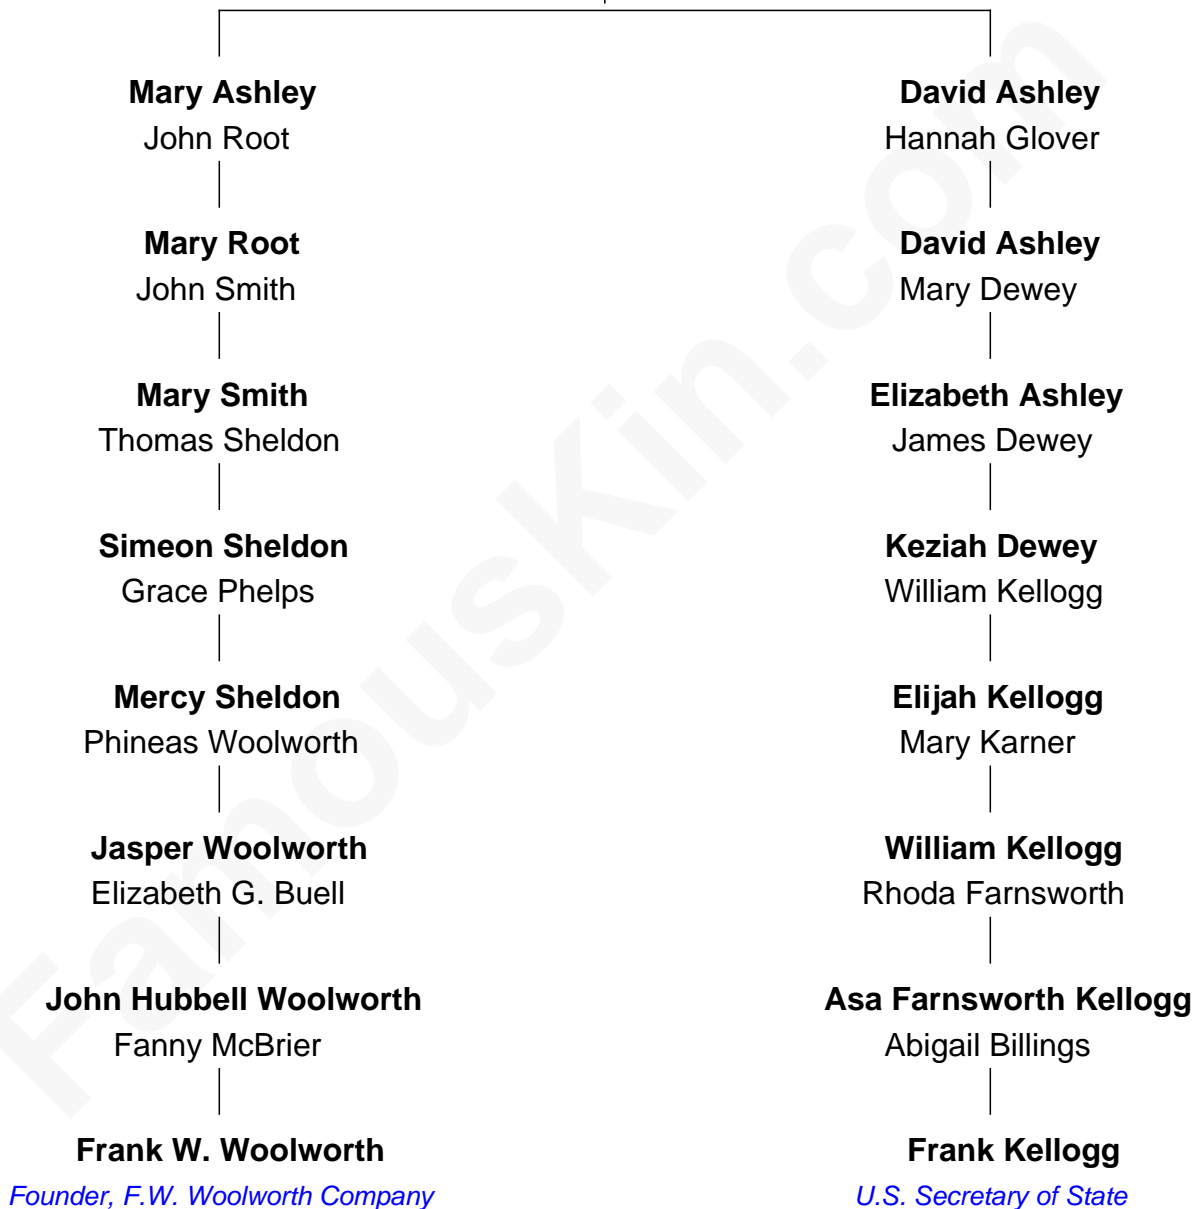 Mary Ashley
John Root
Mary Root
John Smith
Mary Smith
Thomas Sheldon
Simeon Sheldon
Grace Phelps
Mercy Sheldon
Phineas Woolworth
Jasper Woolworth
Elizabeth G. Buell
John Hubbell Woolworth
Fanny McBrier
Frank W. Woolworth
Founder, F.W. Woolworth Company
David Ashley
Hannah Glover
David Ashley
Mary Dewey
Elizabeth Ashley
James Dewey
Keziah Dewey
William Kellogg
Elijah Kellogg
Mary Karner
William Kellogg
Rhoda Farnsworth
Asa Farnsworth Kellogg
Abigail Billings
Frank Kellogg
U.S. Secretary of State
FamousKin.com